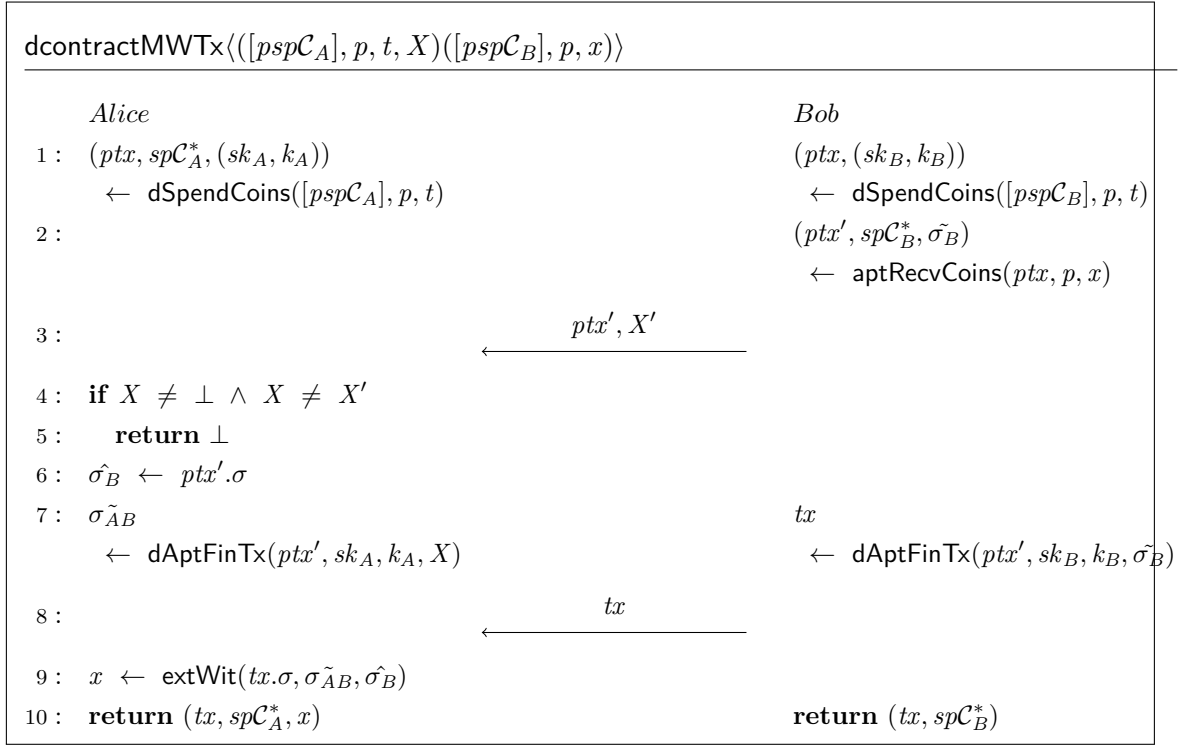 dcontractMWTx⟨([pspC_A], p, t, X)([pspC_B], p, x)⟩
Alice Bob
1 : (ptx, spC*_A, (sk_A, k_A)) (ptx, (sk_B, k_B))
← dSpendCoins([pspC_A], p, t) ← dSpendCoins([pspC_B], p, t)
2 : (ptx′, spC*_B, σ̃_B)
← aptRecvCoins(ptx, p, x)
3 : ptx′, X′
4 : if X ≠ ⊥ ∧ X ≠ X′
5 : return ⊥
6 : σ̂_B ← ptx′.σ
7 : σ̃_AB tx
← dAptFinTx(ptx′, sk_A, k_A, X) ← dAptFinTx(ptx′, sk_B, k_B, σ̃_B)
8 : tx
9 : x ← extWit(tx.σ, σ̃_AB, σ̂_B)
10 : return (tx, spC*_A, x) return (tx, spC*_B)